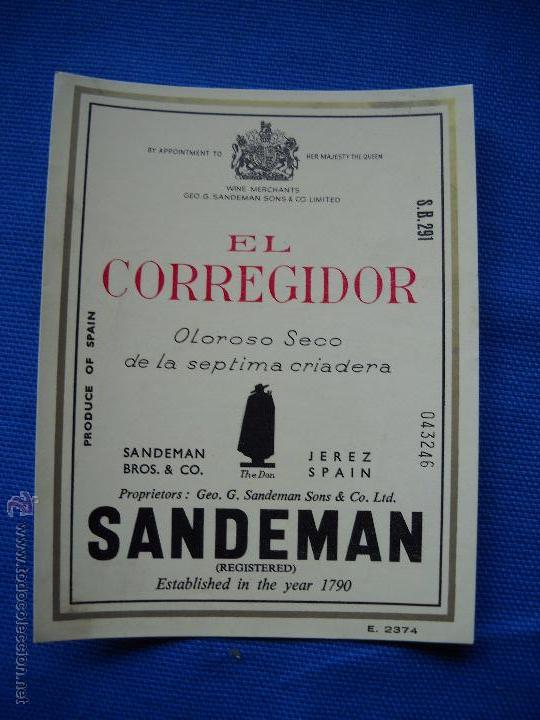 BY APPOINTMENT TO HER MAJESTY THE QUEEN
WINE MERCHANTS
GEO. G. SANDEMAN SONS & CO LIMITED
S.B. 291
EL
CORREGIDOR
Oloroso Seco
de la septima criadera
PRODUCE OF SPAIN
043246
SANDEMAN
BROS. & CO.
The Don
JEREZ
SPAIN
Proprietors : Geo. G. Sandeman Sons & Co. Ltd.
SANDEMAN
(REGISTERED)
Established in the year 1790
E. 2374
© www.todocoleccion.net